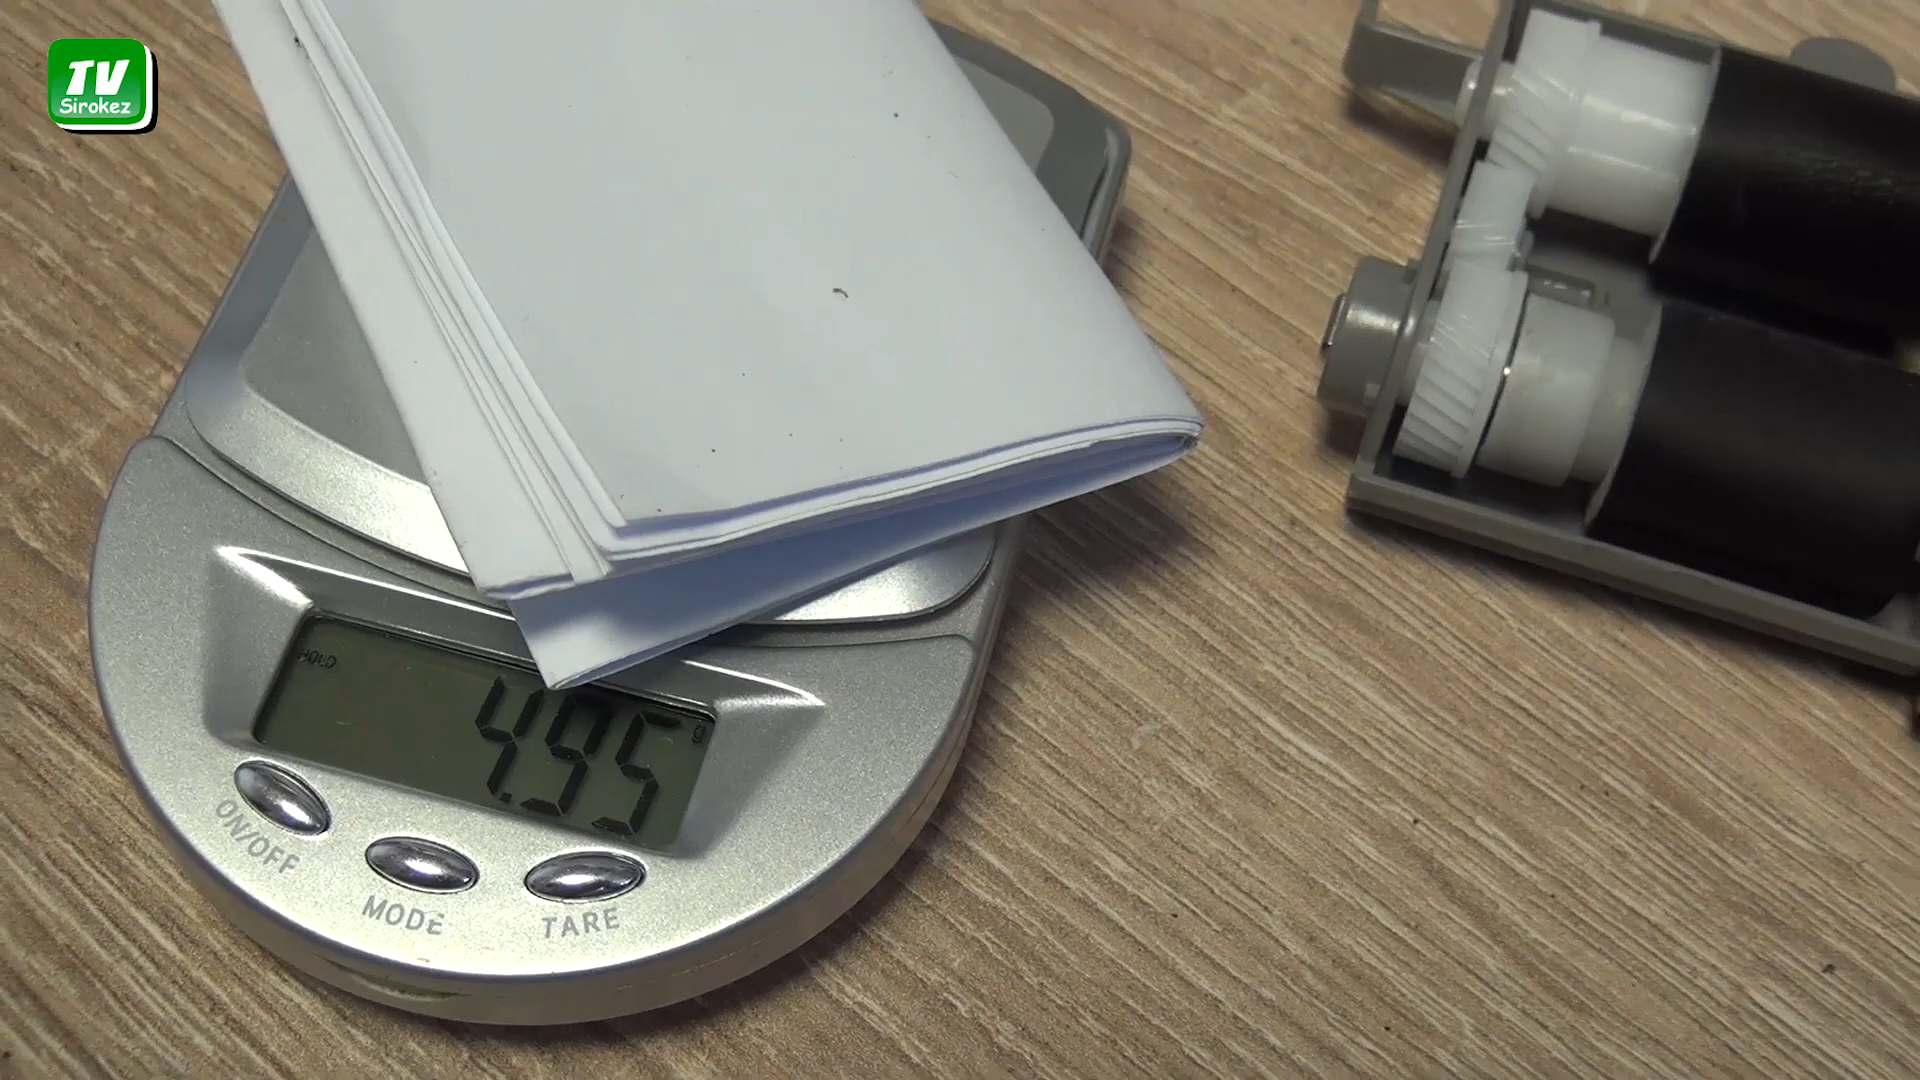 TV
Sirokez
HOLD
4.95 g
ON/OFF
MODE
TARE